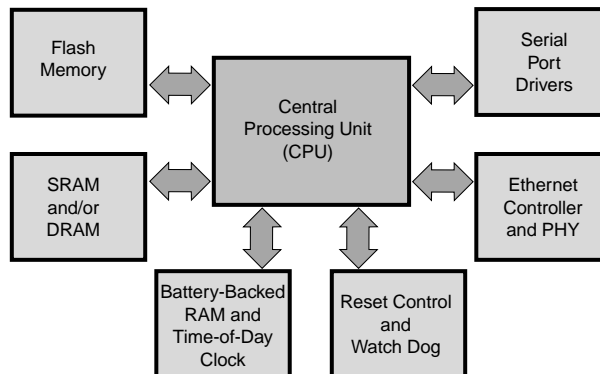 Flash
Memory
Serial
Port
Drivers
Central
Processing Unit
(CPU)
SRAM
and/or
DRAM
Ethernet
Controller
and PHY
Battery-Backed
RAM and
Time-of-Day
Clock
Reset Control
and
Watch Dog